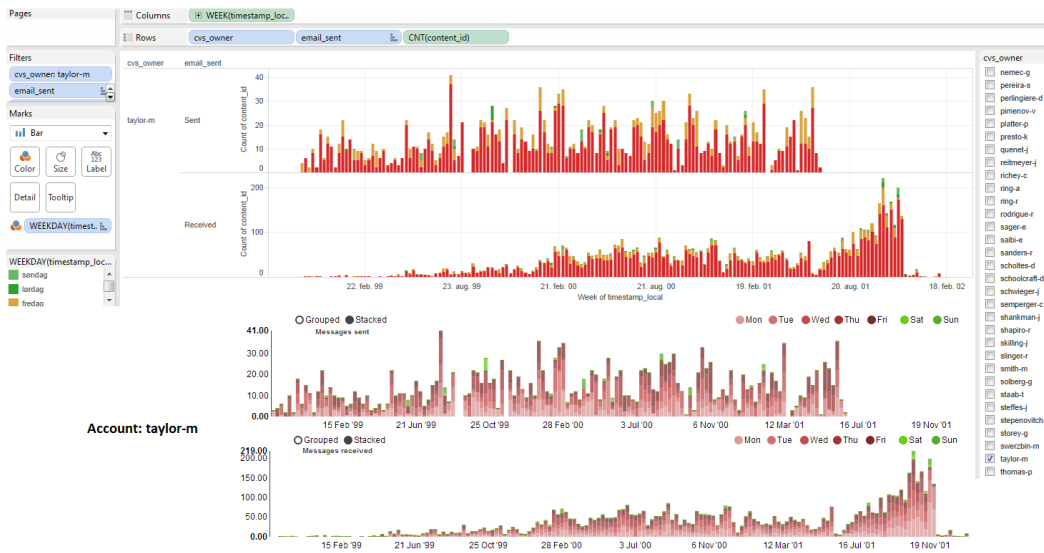 Pages
Columns
WEEK(timestamp_loc..
Rows
cvs_owner
email_sent
CNT(content_id)
Filters
cvs_owner: taylor-m
email_sent
Marks
Bar
Color
Size
Abc
123
Label
Detail
Tooltip
WEEKDAY(timest..
WEEKDAY(timestamp_loc...
søndag
lørdag
fredag
cvs_owner
email_sent
taylor-m
Sent
Count of content_id
40
30
20
10
0
Received
Count of content_id
200
100
0
22. feb. 99
23. aug. 99
21. feb. 00
21. aug. 00
19. feb. 01
20. aug. 01
18. feb. 02
Week of timestamp_local
cvs_owner
nemec-g
pereira-s
perlingiere-d
pimenov-v
platter-p
presto-k
quenet-j
reitmeyer-j
richey-c
ring-a
ring-r
rodrigue-r
sager-e
saibi-e
sanders-r
scholtes-d
schoolcraft-d
schwieger-j
semperger-c
shankman-j
shapiro-r
skilling-j
slinger-r
smith-m
solberg-g
staab-t
steffes-j
stepenovitch-
storey-g
swerzbin-m
taylor-m
thomas-p
Grouped Stacked
Messages sent
Mon Tue Wed Thu Fri Sat Sun
41.00
30.00
20.00
10.00
0.00
15 Feb '99
21 Jun '99
25 Oct '99
28 Feb '00
3 Jul '00
6 Nov '00
12 Mar '01
16 Jul '01
19 Nov '01
Account: taylor-m
Grouped Stacked
Messages received
Mon Tue Wed Thu Fri Sat Sun
219.00
200.00
150.00
100.00
50.00
0.00
15 Feb '99
21 Jun '99
25 Oct '99
28 Feb '00
3 Jul '00
6 Nov '00
12 Mar '01
16 Jul '01
19 Nov '01